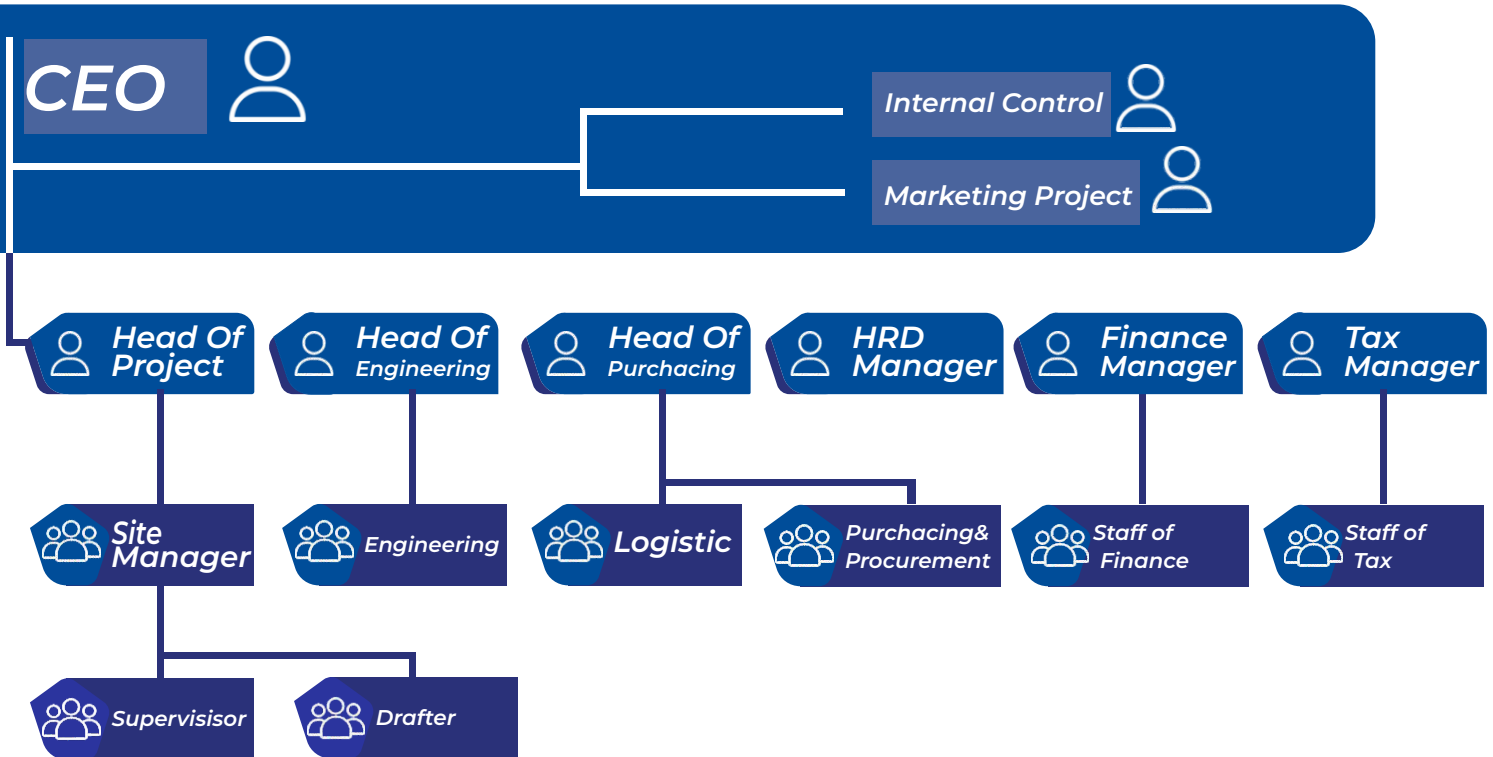 CEO
Internal Control
Marketing Project
Head Of
Project
Head Of
Engineering
Head Of
Purchacing
HRD
Manager
Finance
Manager
Tax
Manager
Site
Manager
Engineering
Logistic
Purchacing&
Procurement
Staff of
Finance
Staff of
Tax
Supervisisor
Drafter